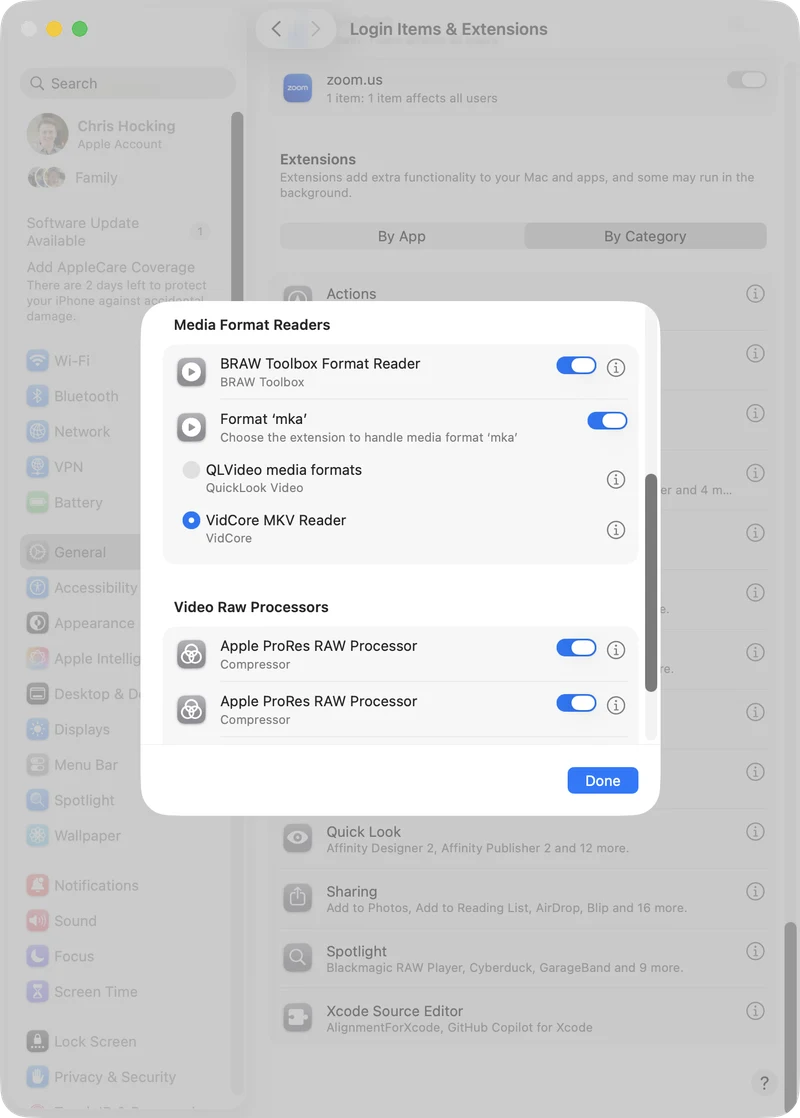 Login Items & Extensions
Search
Chris Hocking
Apple Account
Family
Software Update
Available
1
Add AppleCare Coverage
There are 2 days left to protect
your iPhone against accidental
damage.
Wi-Fi
Bluetooth
Network
VPN
Battery
General
Accessibility
Appearance
Apple Intellig
Desktop & D
Displays
Menu Bar
Spotlight
Wallpaper
Notifications
Sound
Focus
Screen Time
Lock Screen
Privacy & Security
zoom
zoom.us
1 item: 1 item affects all users
Extensions
Extensions add extra functionality to your Mac and apps, and some may run in the
background.
By App
By Category
Actions
er and 4 m...
e.
re.
Media Format Readers
BRAW Toolbox Format Reader
BRAW Toolbox
Format ‘mka’
Choose the extension to handle media format ‘mka’
QLVideo media formats
QuickLook Video
VidCore MKV Reader
VidCore
Video Raw Processors
Apple ProRes RAW Processor
Compressor
Apple ProRes RAW Processor
Compressor
Done
Quick Look
Affinity Designer 2, Affinity Publisher 2 and 12 more.
Sharing
Add to Photos, Add to Reading List, AirDrop, Blip and 16 more.
Spotlight
Blackmagic RAW Player, Cyberduck, GarageBand and 9 more.
Xcode Source Editor
AlignmentForXcode, GitHub Copilot for Xcode
?